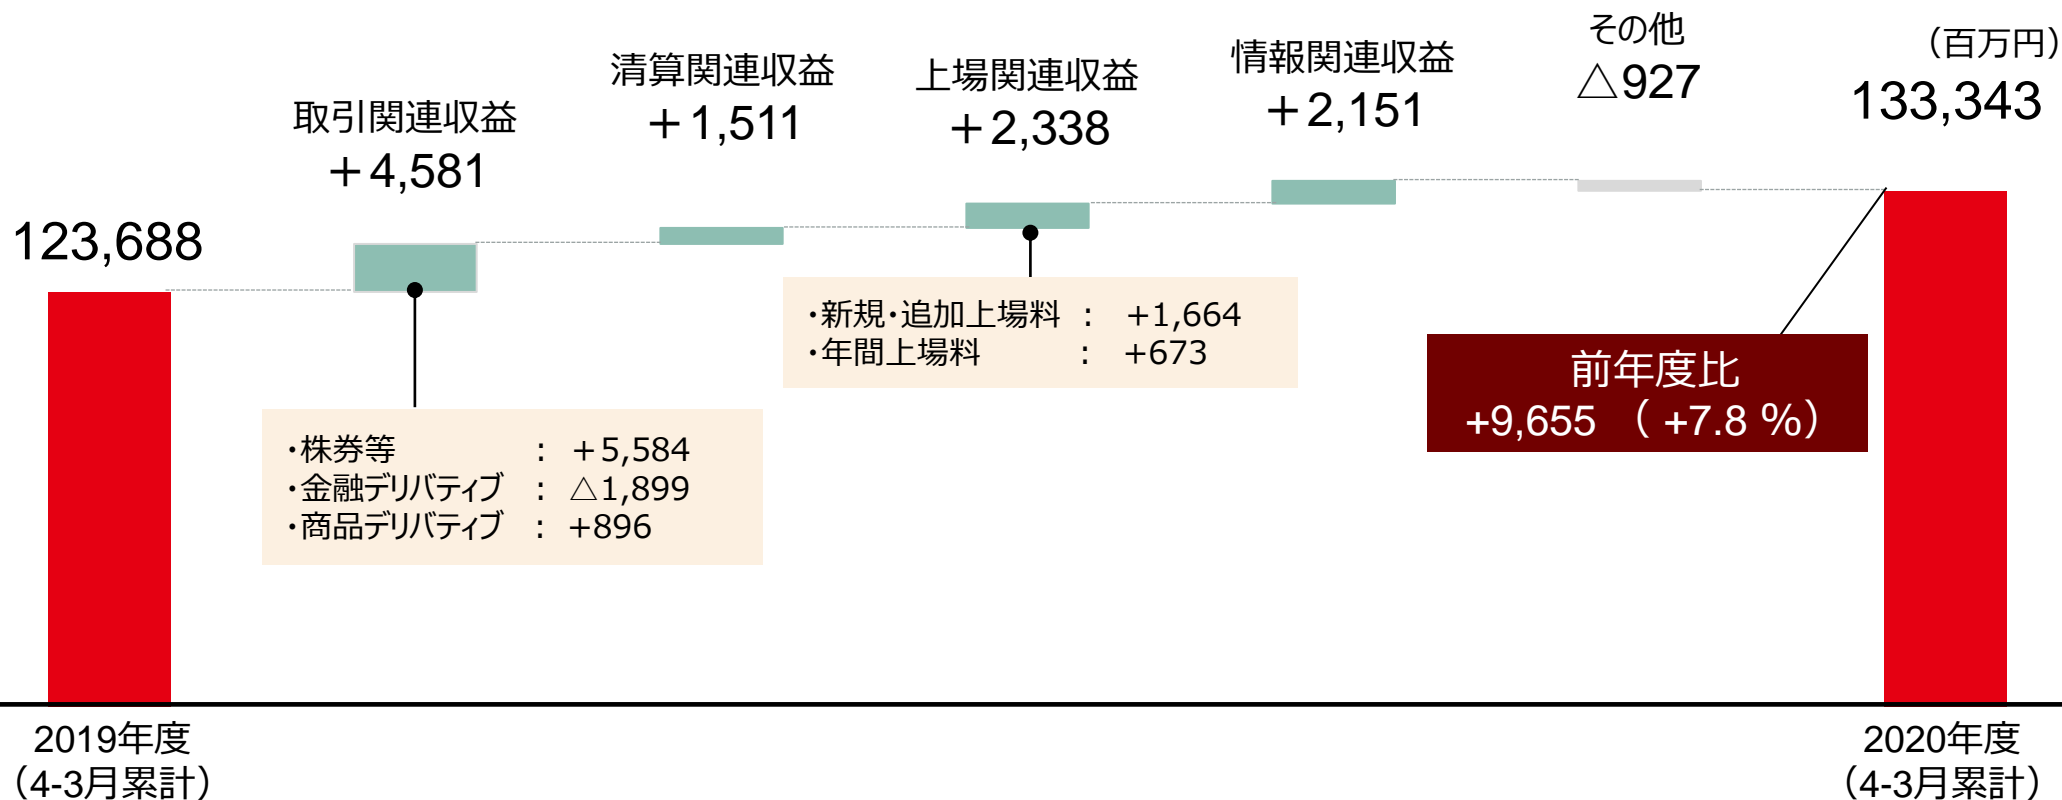 （百万円）
123,688
取引関連収益
＋4,581
清算関連収益
＋1,511
上場関連収益
＋2,338
情報関連収益
＋2,151
その他
△927
133,343
・株券等 ： ＋5,584
・金融デリバティブ ： △1,899
・商品デリバティブ ： +896
・新規・追加上場料 ： +1,664
・年間上場料 ： +673
前年度比
+9,655 （ +7.8 %）
2019年度
（4-3月累計）
2020年度
（4-3月累計）